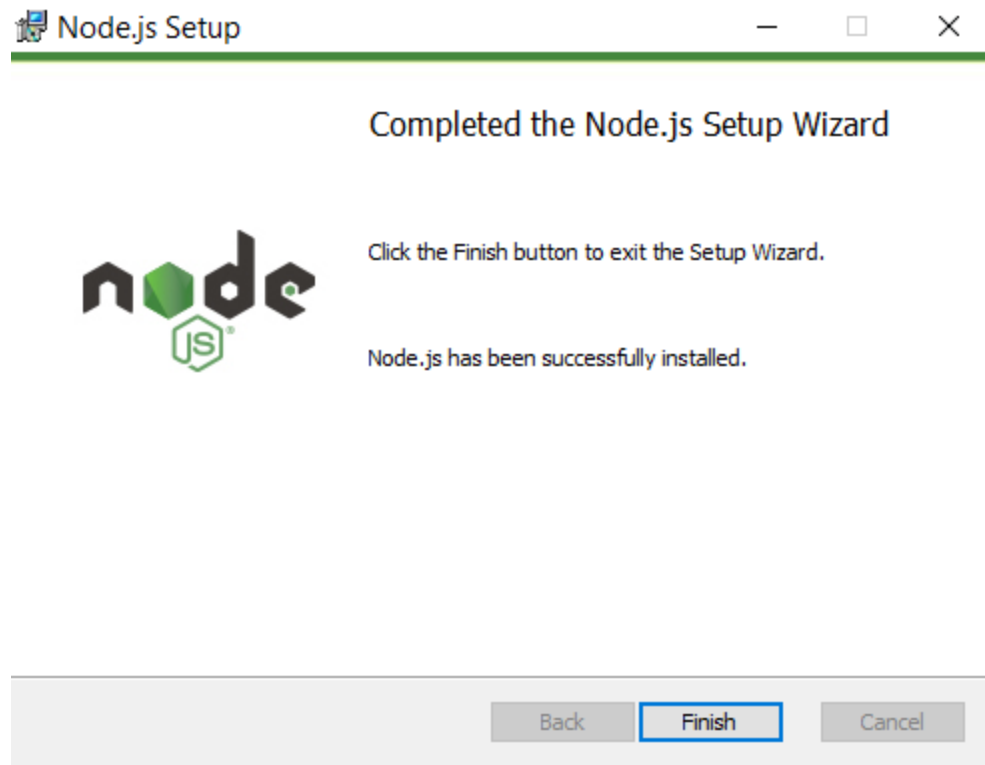 Node.js Setup
Completed the Node.js Setup Wizard
Click the Finish button to exit the Setup Wizard.
node
JS®
Node.js has been successfully installed.
Back Finish Cancel